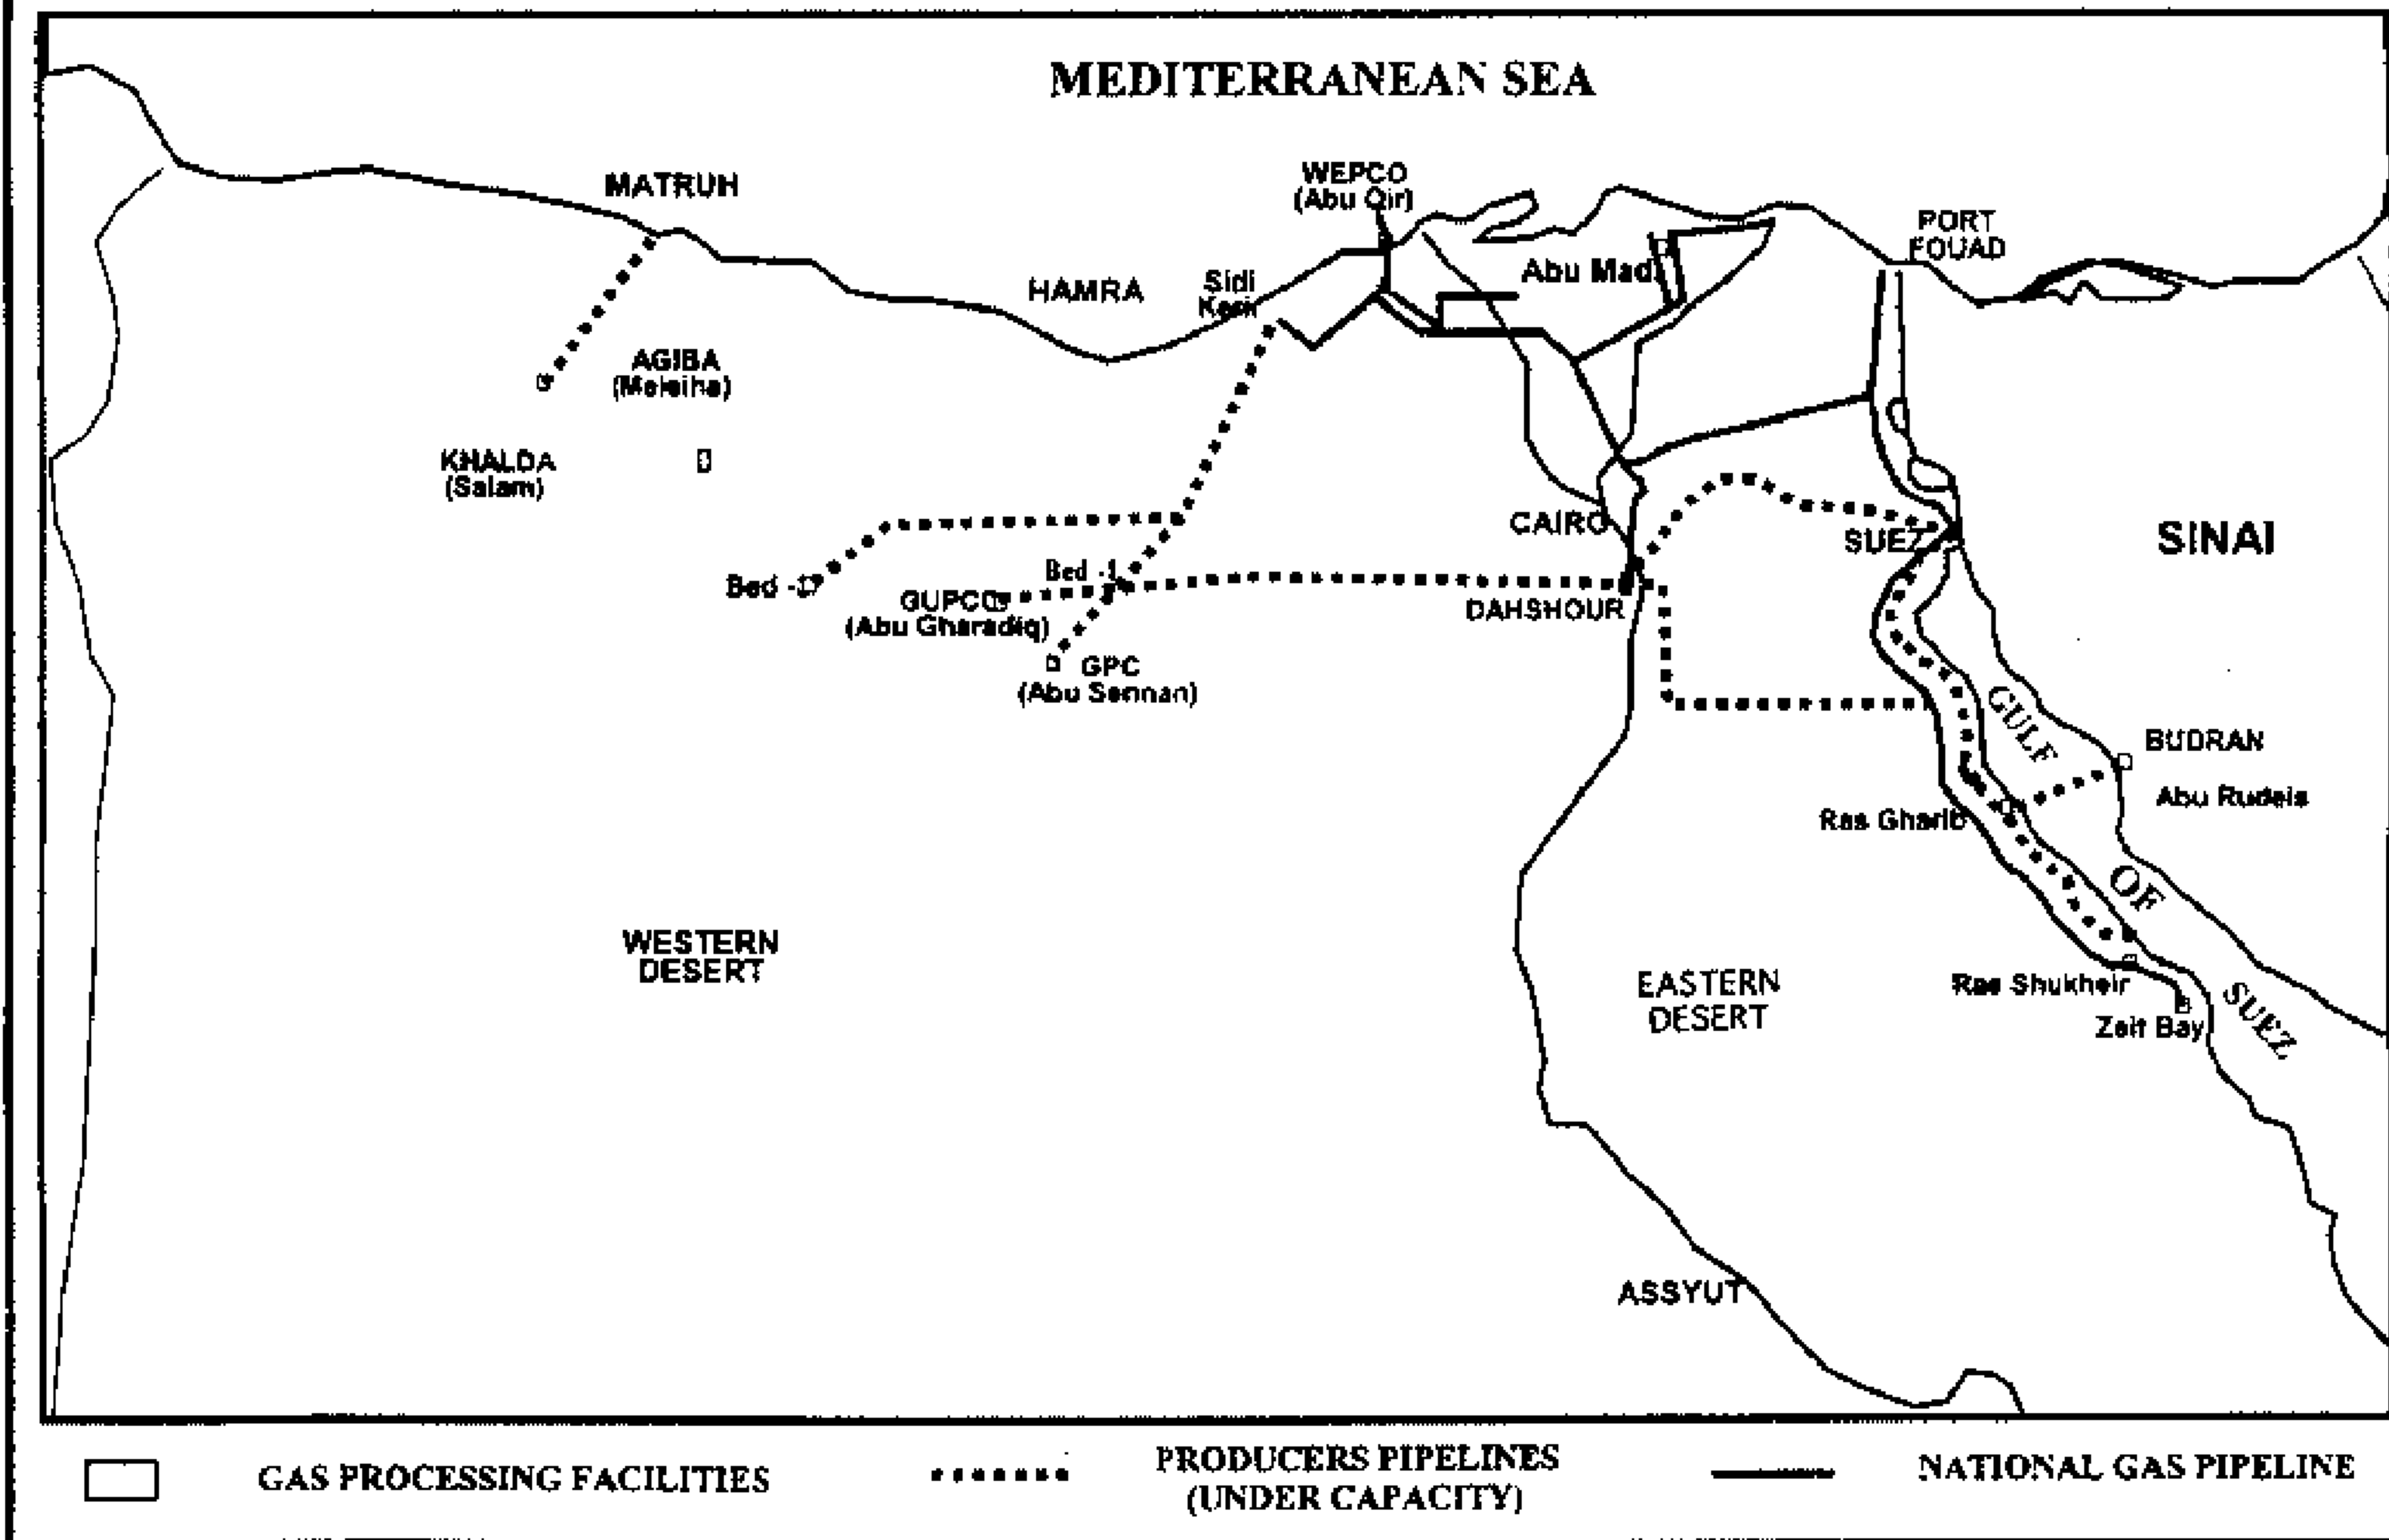 MEDITERRANEAN SEA
MATRUH
WEPCO
(Abu Qir)
PORT
FOUAD
HAMRA
Sidi
Kerir
Abu Madi
AGIBA
(Meleiha)
KHALDA
(Salam)
CAIRO
SUEZ
SINAI
Bed -1
Bed -
GUPCO
(Abu Gharadiq)
DAHSHOUR
GPC
(Abu Sennan)
GULF
OF
SUEZ
BUDRAN
Abu Rudeis
Ras Gharib
WESTERN
DESERT
EASTERN
DESERT
Ras Shukheir
Zeit Bay
ASSYUT
GAS PROCESSING FACILITIES
PRODUCERS PIPELINES
(UNDER CAPACITY)
NATIONAL GAS PIPELINE